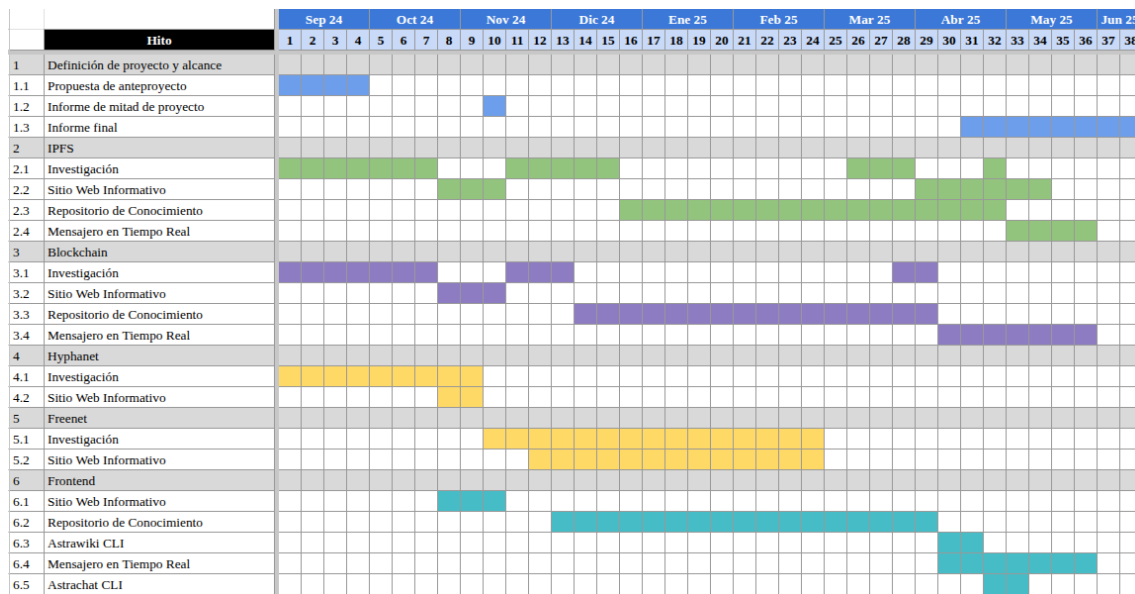 Sep 24 Oct 24 Nov 24 Dic 24 Ene 25 Feb 25 Mar 25 Abr 25 May 25 Jun 25
Hito 1 2 3 4 5 6 7 8 9 10 11 12 13 14 15 16 17 18 19 20 21 22 23 24 25 26 27 28 29 30 31 32 33 34 35 36 37 38
1 Definición de proyecto y alcance
1.1 Propuesta de anteproyecto
1.2 Informe de mitad de proyecto
1.3 Informe final
2 IPFS
2.1 Investigación
2.2 Sitio Web Informativo
2.3 Repositorio de Conocimiento
2.4 Mensajero en Tiempo Real
3 Blockchain
3.1 Investigación
3.2 Sitio Web Informativo
3.3 Repositorio de Conocimiento
3.4 Mensajero en Tiempo Real
4 Hyphanet
4.1 Investigación
4.2 Sitio Web Informativo
5 Freenet
5.1 Investigación
5.2 Sitio Web Informativo
6 Frontend
6.1 Sitio Web Informativo
6.2 Repositorio de Conocimiento
6.3 Astrawiki CLI
6.4 Mensajero en Tiempo Real
6.5 Astrachat CLI